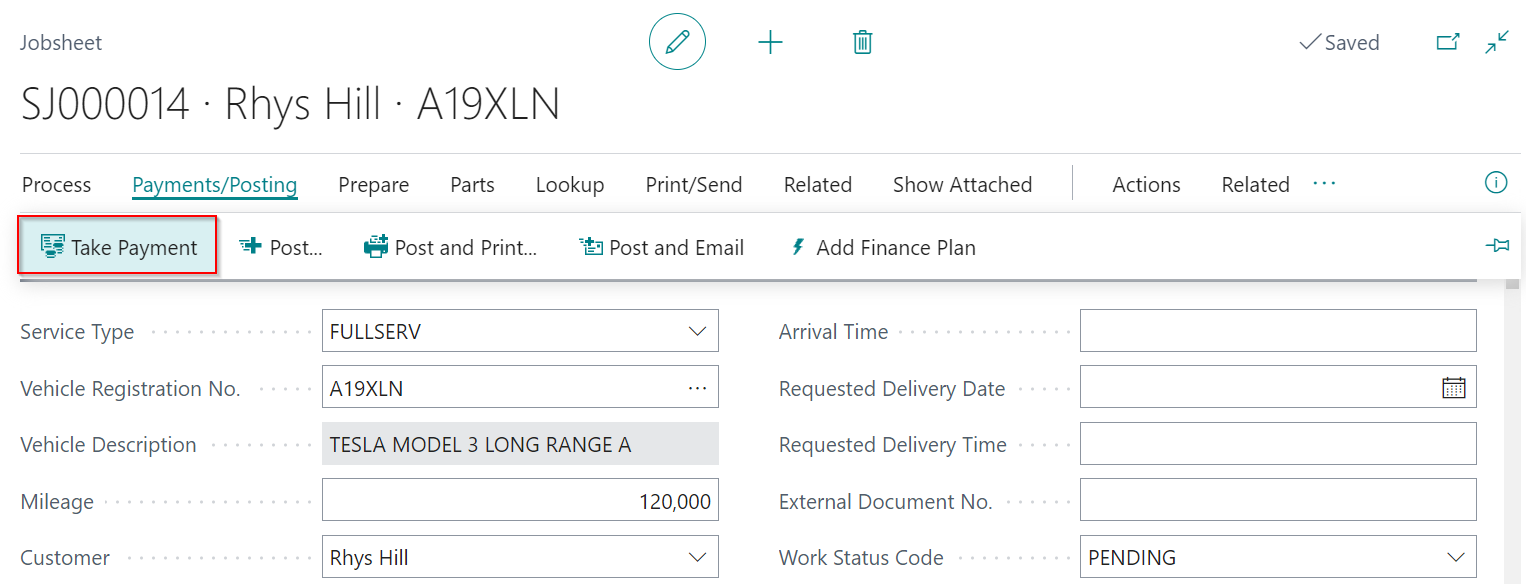 Jobsheet
Saved
SJ000014 · Rhys Hill · A19XLN
Process Payments/Posting Prepare Parts Lookup Print/Send Related Show Attached Actions Related ···
Take Payment Post... Post and Print... Post and Email Add Finance Plan
Service Type FULLSERV Arrival Time
Vehicle Registration No. A19XLN ··· Requested Delivery Date
Vehicle Description TESLA MODEL 3 LONG RANGE A Requested Delivery Time
Mileage 120,000 External Document No.
Customer Rhys Hill Work Status Code PENDING